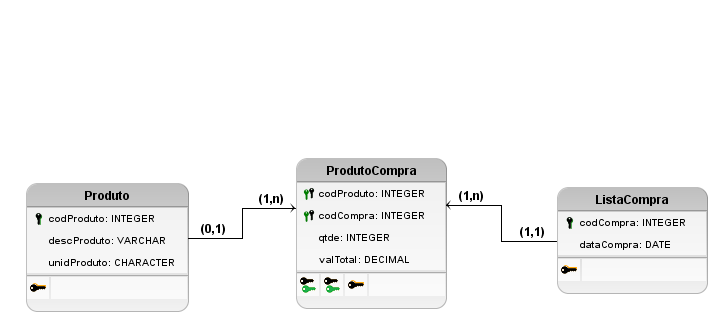 Produto
codProduto: INTEGER
descProduto: VARCHAR
unidProduto: CHARACTER
(0,1)
(1,n)
ProdutoCompra
codProduto: INTEGER
codCompra: INTEGER
qtde: INTEGER
valTotal: DECIMAL
(1,n)
(1,1)
ListaCompra
codCompra: INTEGER
dataCompra: DATE